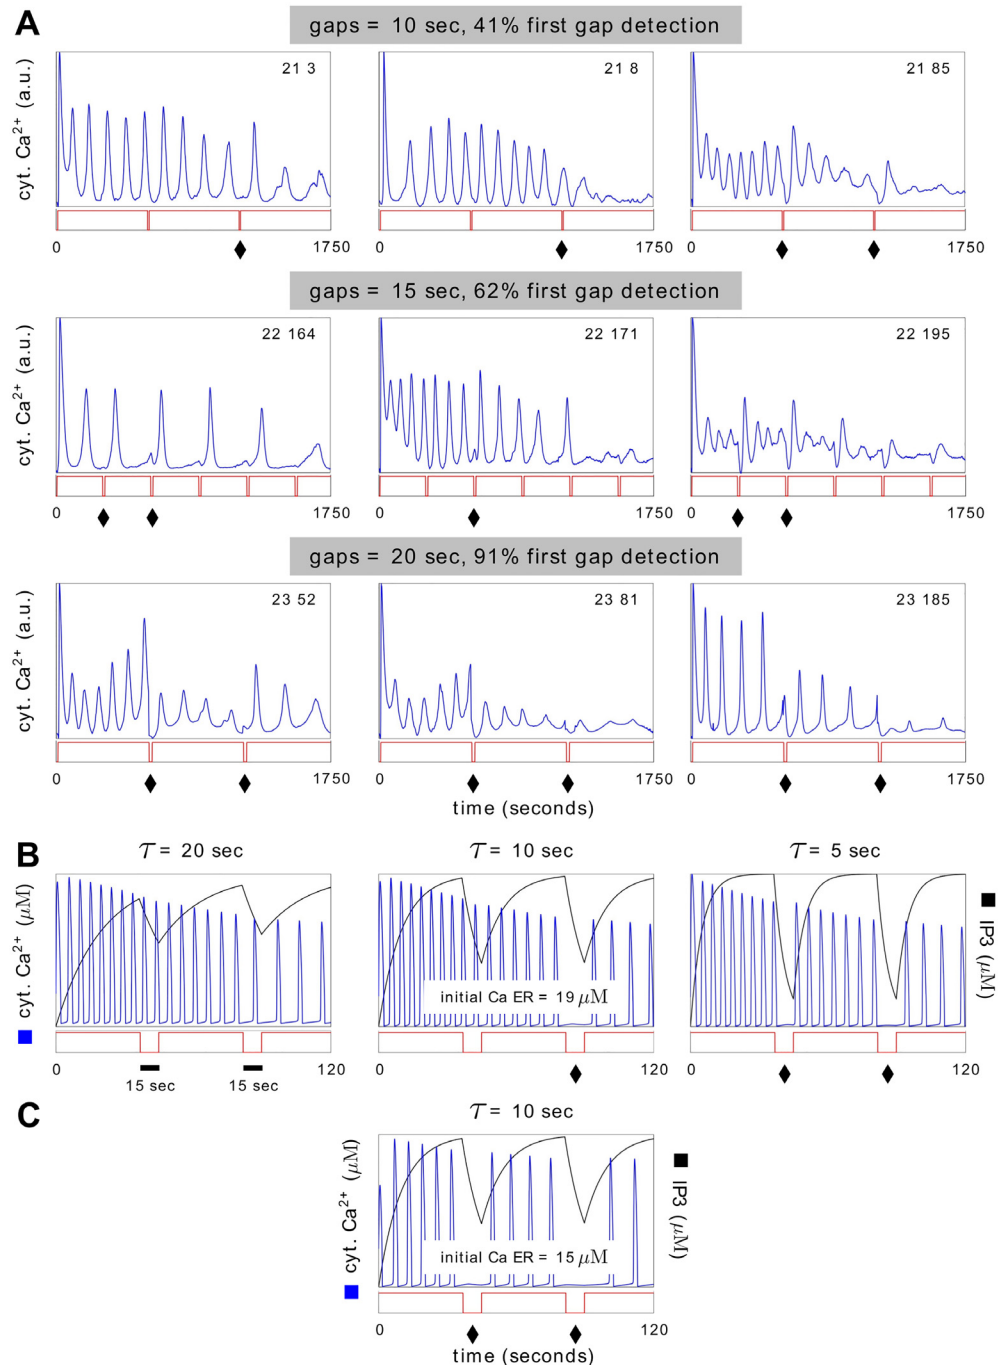 A
gaps = 10 sec, 41% first gap detection
cyt. Ca2+ (a.u.)
21 3
21 8
21 85
0 1750
0 1750
0 1750
gaps = 15 sec, 62% first gap detection
cyt. Ca2+ (a.u.)
22 164
22 171
22 195
0 1750
0 1750
0 1750
gaps = 20 sec, 91% first gap detection
cyt. Ca2+ (a.u.)
23 52
23 81
23 185
0 1750
0 1750
0 1750
time (seconds)
B
τ = 20 sec
τ = 10 sec
τ = 5 sec
cyt. Ca2+ (μM)
IP3 (μM)
initial Ca ER = 19 μM
0 120
0 120
0 120
15 sec 15 sec
C
τ = 10 sec
cyt. Ca2+ (μM)
IP3 (μM)
initial Ca ER = 15 μM
0 120
time (seconds)